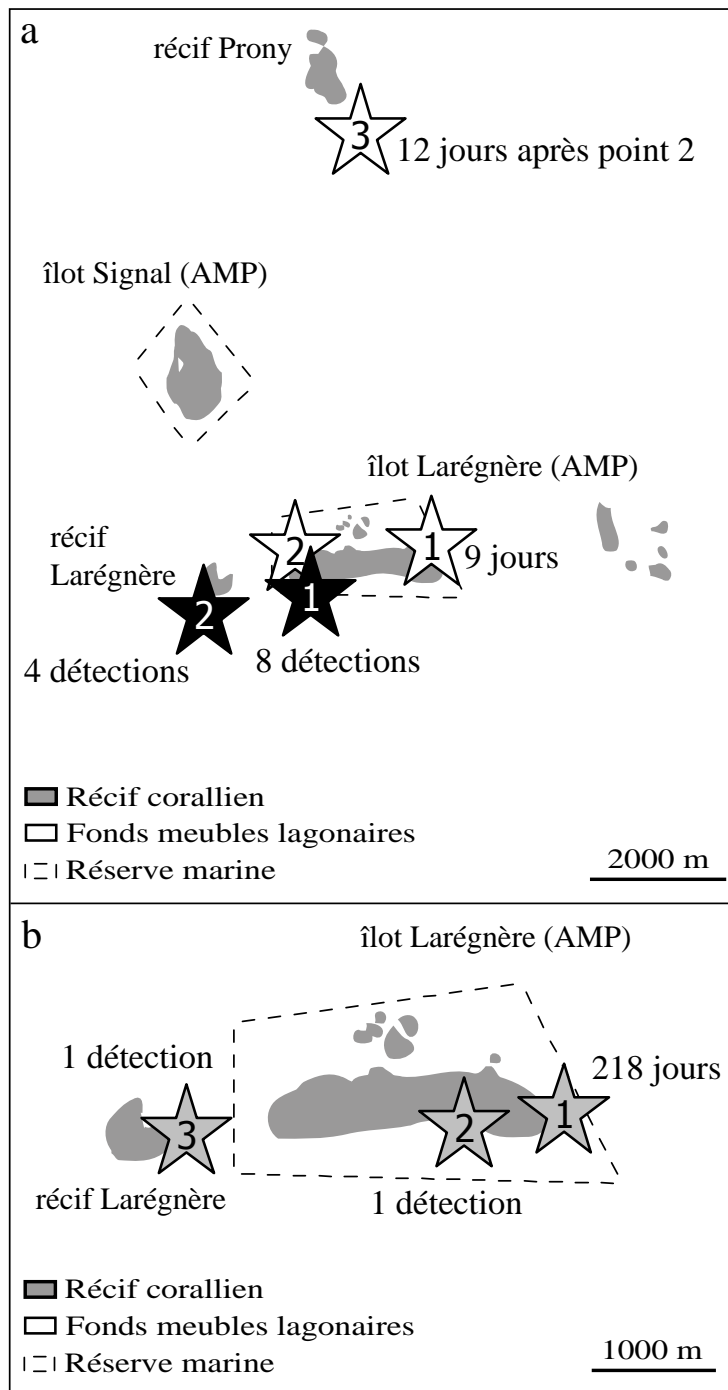 a
récif Prony
3
12 jours après point 2
îlot Signal (AMP)
îlot Larégnère (AMP)
récif
Larégnère
2
1
9 jours
2
1
4 détections
8 détections
Récif corallien
Fonds meubles lagonaires
Réserve marine
2000 m
b
îlot Larégnère (AMP)
1 détection
218 jours
3
2
1
récif Larégnère
1 détection
Récif corallien
Fonds meubles lagonaires
Réserve marine
1000 m